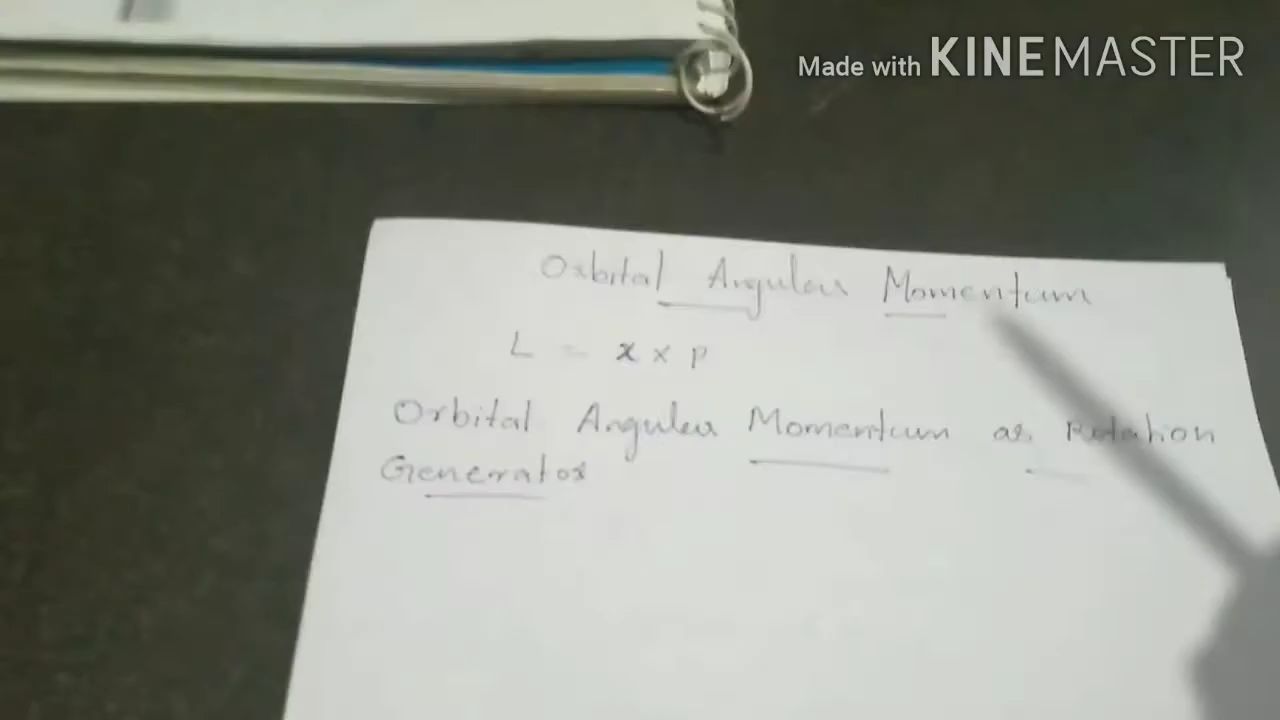 Made with KINEMASTER
Orbital Angular Momentum
L = x × p
Orbital Angular Momentum as Rotation
Generator